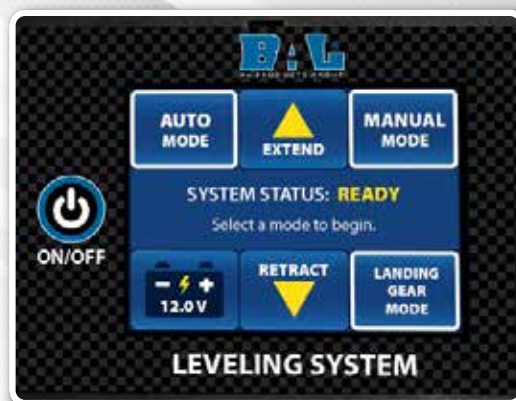 BAL
AUTO
MODE
EXTEND
MANUAL
MODE
SYSTEM STATUS: READY
Select a mode to begin.
ON/OFF
12.0 V
RETRACT
LANDING
GEAR
MODE
LEVELING SYSTEM